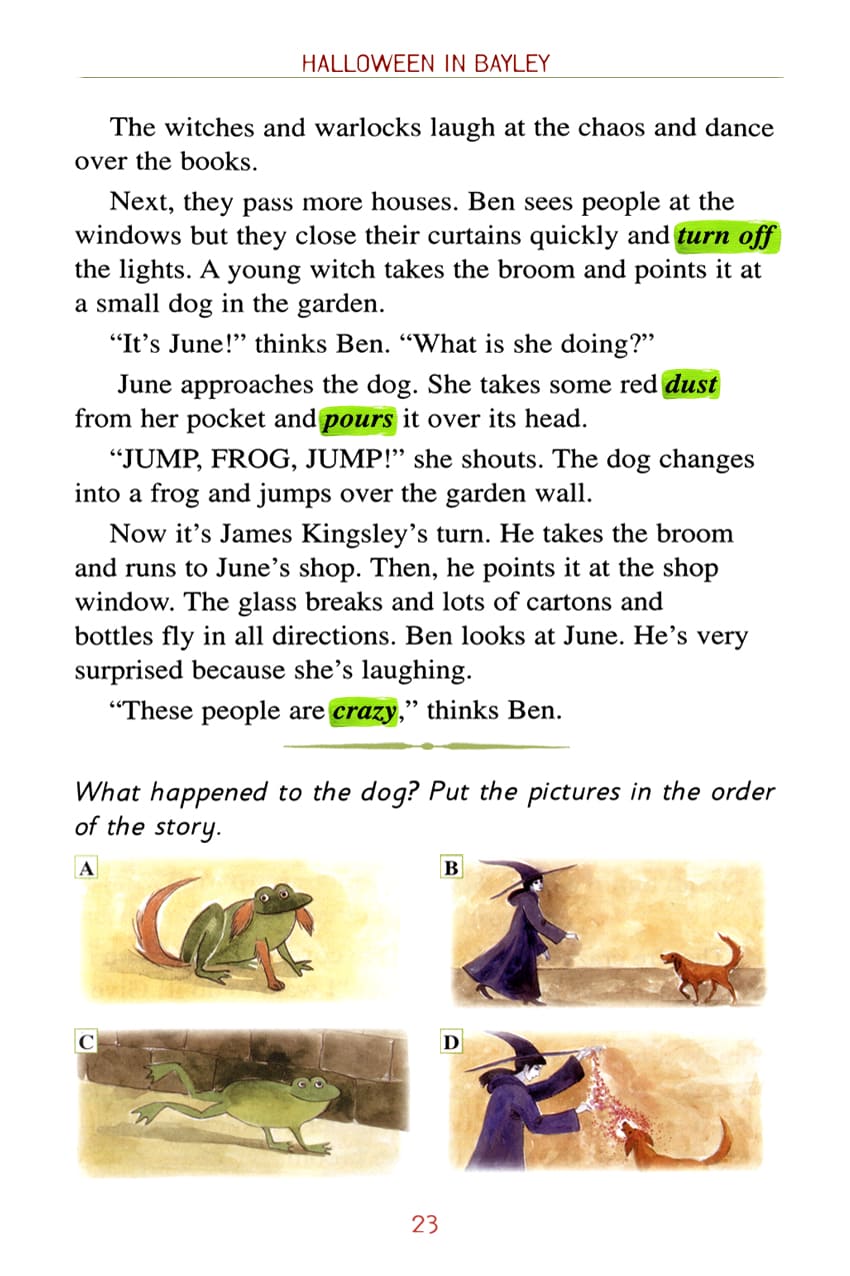 HALLOWEEN IN BAYLEY
The witches and warlocks laugh at the chaos and dance
over the books.
Next, they pass more houses. Ben sees people at the
windows but they close their curtains quickly and turn off
the lights. A young witch takes the broom and points it at
a small dog in the garden.
“It’s June!” thinks Ben. “What is she doing?”
June approaches the dog. She takes some red dust
from her pocket and pours it over its head.
“JUMP, FROG, JUMP!” she shouts. The dog changes
into a frog and jumps over the garden wall.
Now it’s James Kingsley’s turn. He takes the broom
and runs to June’s shop. Then, he points it at the shop
window. The glass breaks and lots of cartons and
bottles fly in all directions. Ben looks at June. He’s very
surprised because she’s laughing.
“These people are crazy,” thinks Ben.
What happened to the dog? Put the pictures in the order
of the story.
A
B
C
D
23